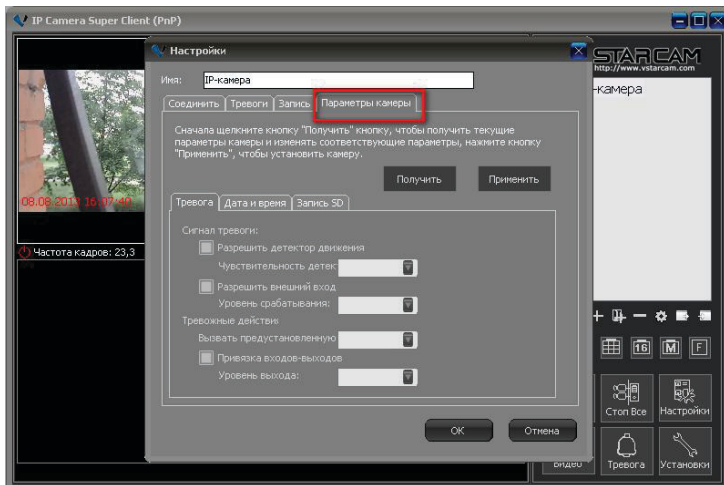 IP Camera Super Client (PnP)
STARCAM
http://www.vstarcam.com
-камера
08.08.2013 16:07:40
Частота кадров: 23,3
Настройки
Имя: IP-камера
Соединить Тревоги Запись Параметры камеры
Сначала щелкните кнопку "Получить" кнопку, чтобы получить текущие
параметры камеры и изменять соответствующие параметры, нажмите кнопку
"Применить", чтобы установить камеру.
Получить Применить
Тревога Дата и время Запись SD
Сигнал тревоги:
Разрешить детектор движения
Чувствительность детек
Разрешить внешний вход
Уровень срабатывания:
Тревожные действия
Вызвать предустановленную
Привязка входов-выходов
Уровень выхода:
OK Отмена
16 M F
Стоп Все Настройки
Видео Тревога Установки